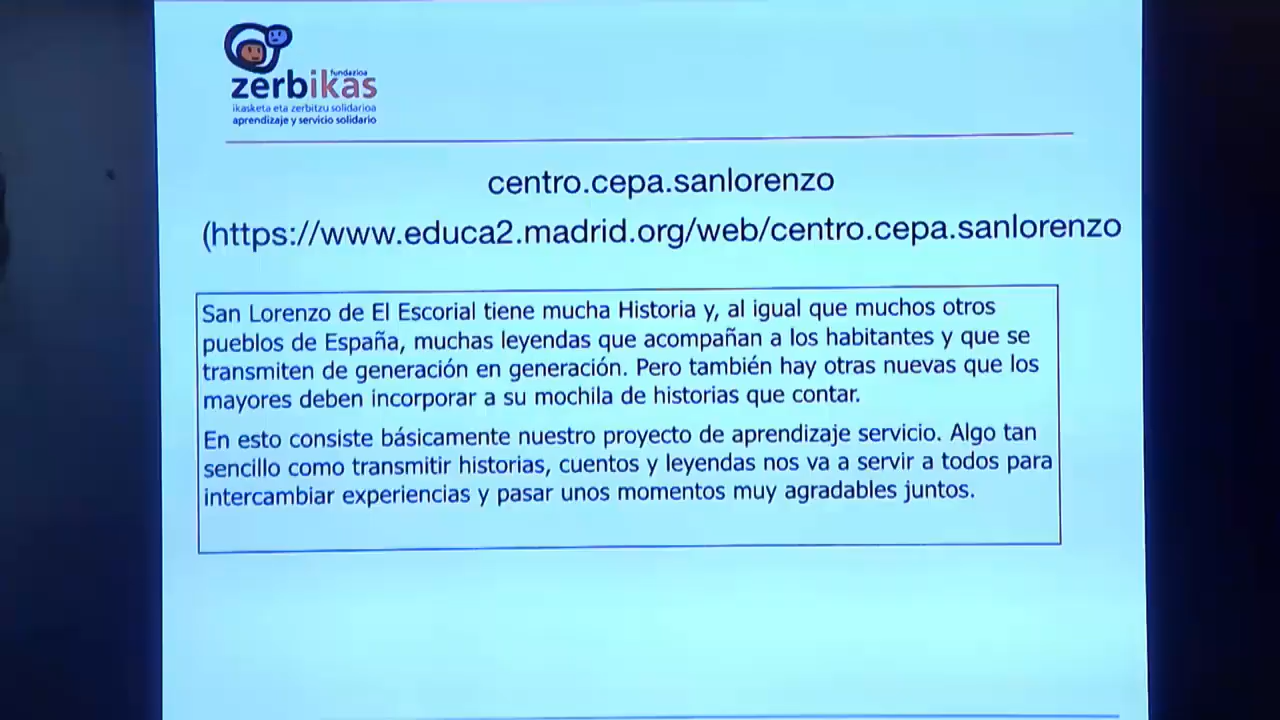 fundazioa
zerbikas
ikasketa eta zerbitzu solidarioa
aprendizaje y servicio solidario
centro.cepa.sanlorenzo
(https://www.educa2.madrid.org/web/centro.cepa.sanlorenzo
San Lorenzo de El Escorial tiene mucha Historia y, al igual que muchos otros
pueblos de España, muchas leyendas que acompañan a los habitantes y que se
transmiten de generación en generación. Pero también hay otras nuevas que los
mayores deben incorporar a su mochila de historias que contar.
En esto consiste básicamente nuestro proyecto de aprendizaje servicio. Algo tan
sencillo como transmitir historias, cuentos y leyendas nos va a servir a todos para
intercambiar experiencias y pasar unos momentos muy agradables juntos.